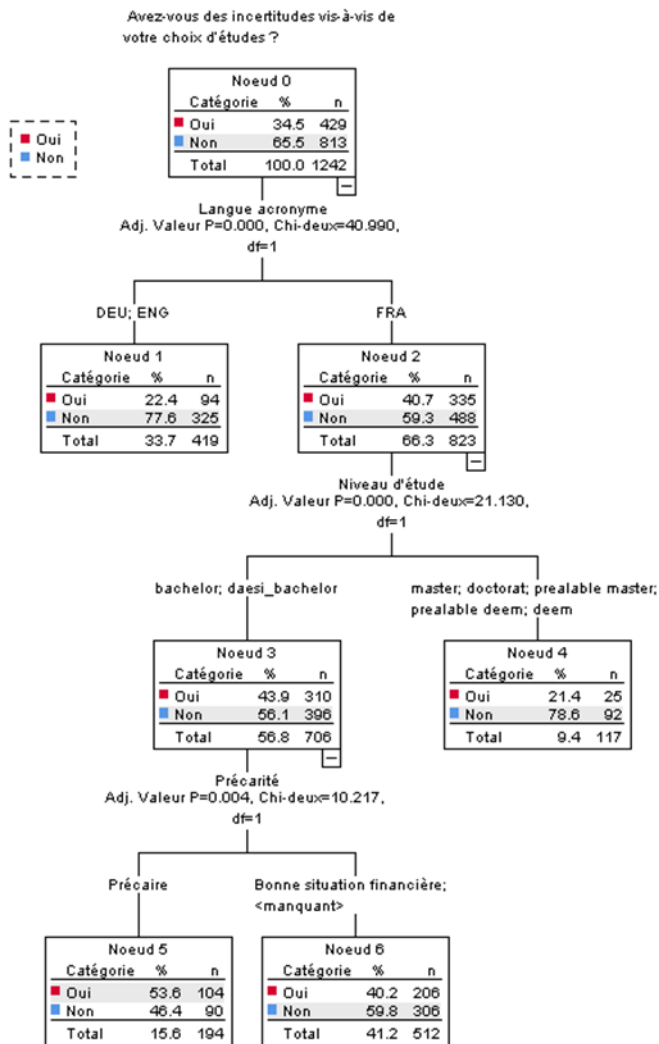 Avez-vous des incertitudes vis-à-vis de
votre choix d'études ?
Oui
Non
Noeud 0
Catégorie % n
Oui 34.5 429
Non 65.5 813
Total 100.0 1242
Langue acronyme
Adj. Valeur P=0.000, Chi-deux=40.990,
df=1
DEU; ENG
FRA
Noeud 1
Catégorie % n
Oui 22.4 94
Non 77.6 325
Total 33.7 419
Noeud 2
Catégorie % n
Oui 40.7 335
Non 59.3 488
Total 66.3 823
Niveau d'étude
Adj. Valeur P=0.000, Chi-deux=21.130,
df=1
bachelor; daesi_bachelor
master; doctorat; prealable master;
prealable deem; deem
Noeud 3
Catégorie % n
Oui 43.9 310
Non 56.1 396
Total 56.8 706
Noeud 4
Catégorie % n
Oui 21.4 25
Non 78.6 92
Total 9.4 117
Précarité
Adj. Valeur P=0.004, Chi-deux=10.217,
df=1
Précaire
Bonne situation financière;
<manquant>
Noeud 5
Catégorie % n
Oui 53.6 104
Non 46.4 90
Total 15.6 194
Noeud 6
Catégorie % n
Oui 40.2 206
Non 59.8 306
Total 41.2 512